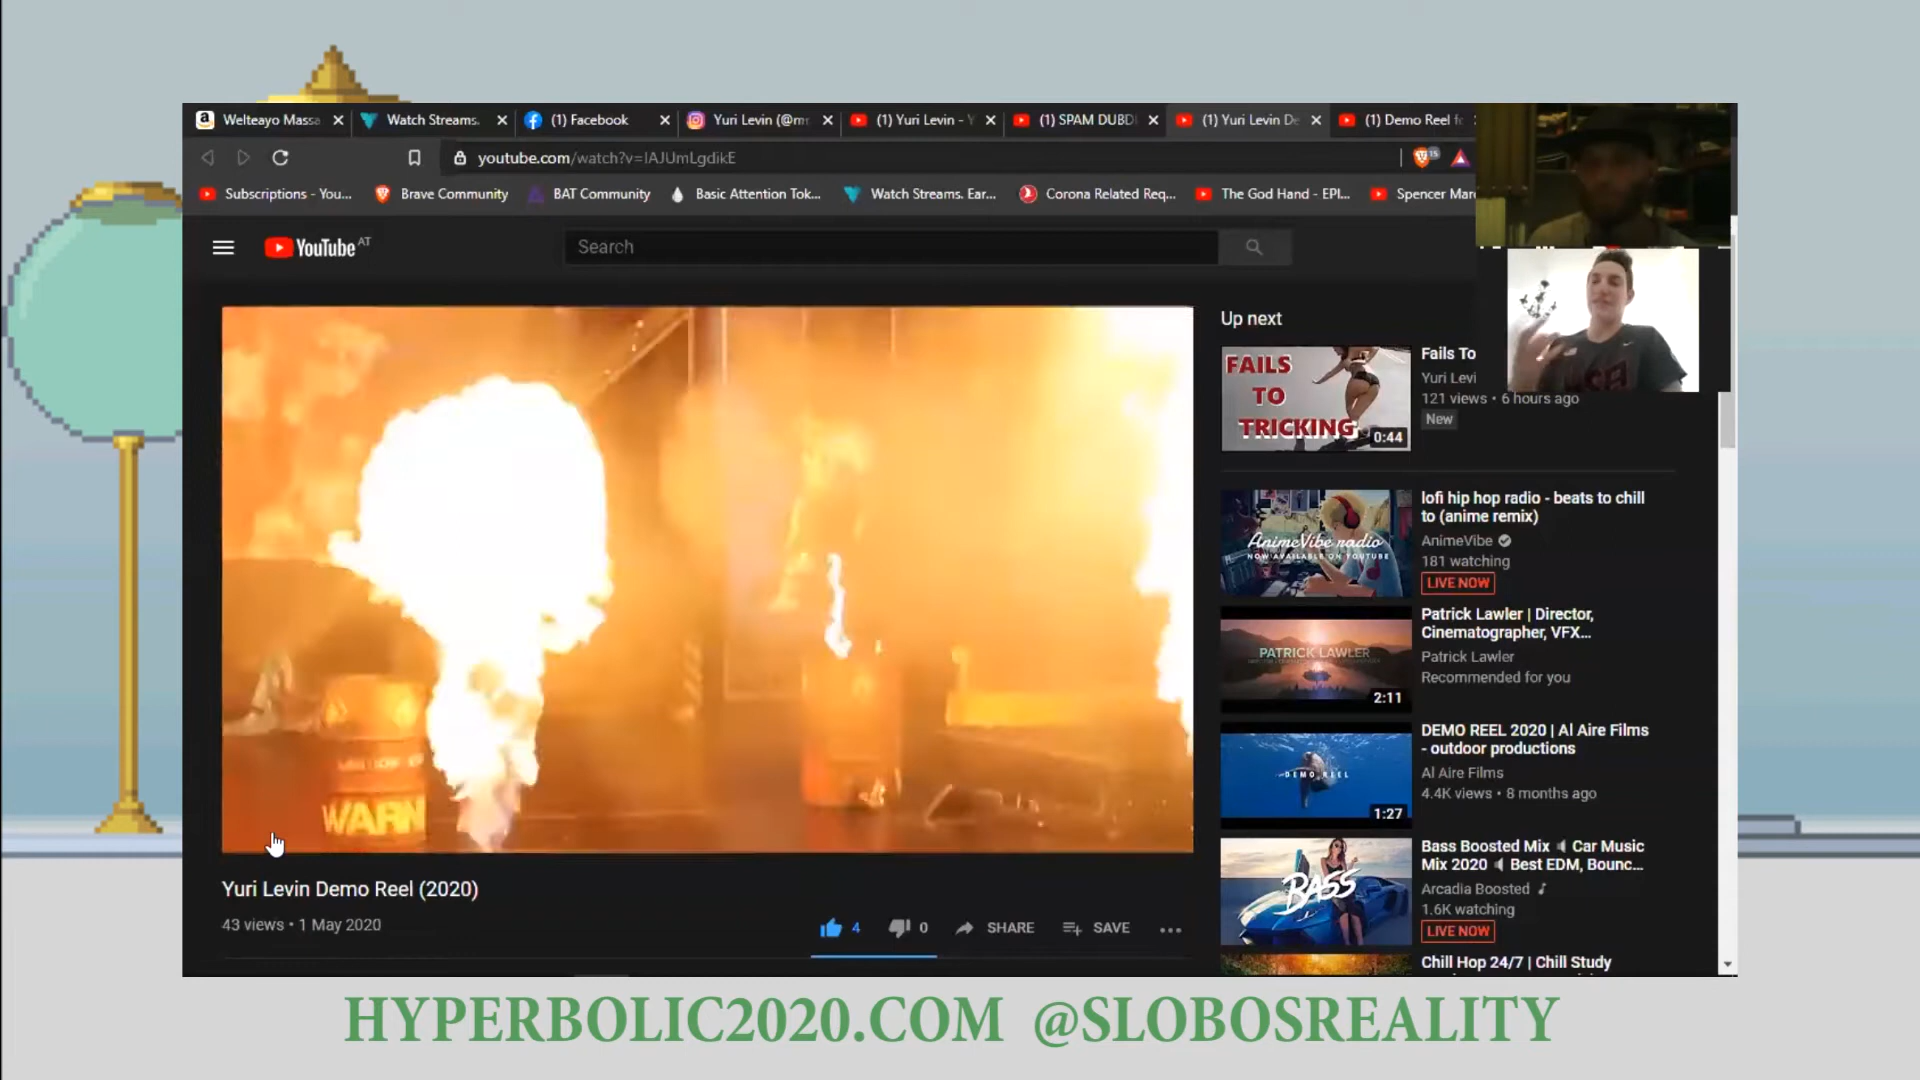 Welteayo Massa
Watch Streams.
(1) Facebook
Yuri Levin (@m
(1) Yuri Levin - Y
(1) SPAM DUBD
(1) Yuri Levin De
(1) Demo Reel f
youtube.com/watch?v=IAJUmLgdikE
15
Subscriptions - You...
Brave Community
BAT Community
Basic Attention Tok...
Watch Streams. Ear...
Corona Related Req...
The God Hand - EPI...
Spencer Mar
YouTube AT
Search
Up next
FAILS
TO
TRICKING
0:44
Fails To
Yuri Levi
121 views • 6 hours ago
New
AnimeVibe radio
NOW AVAILABLE ON YOUTUBE
lofi hip hop radio - beats to chill
to (anime remix)
AnimeVibe
181 watching
LIVE NOW
PATRICK LAWLER
2:11
Patrick Lawler | Director,
Cinematographer, VFX...
Patrick Lawler
Recommended for you
DEMO REEL
1:27
DEMO REEL 2020 | Al Aire Films
- outdoor productions
Al Aire Films
4.4K views • 8 months ago
BASS
Bass Boosted Mix 🔈 Car Music
Mix 2020 🔈 Best EDM, Bounc...
Arcadia Boosted
1.6K watching
LIVE NOW
Chill Hop 24/7 | Chill Study
WARN
Yuri Levin Demo Reel (2020)
43 views • 1 May 2020
4
0
SHARE
SAVE
HYPERBOLIC2020.COM @SLOBOSREALITY